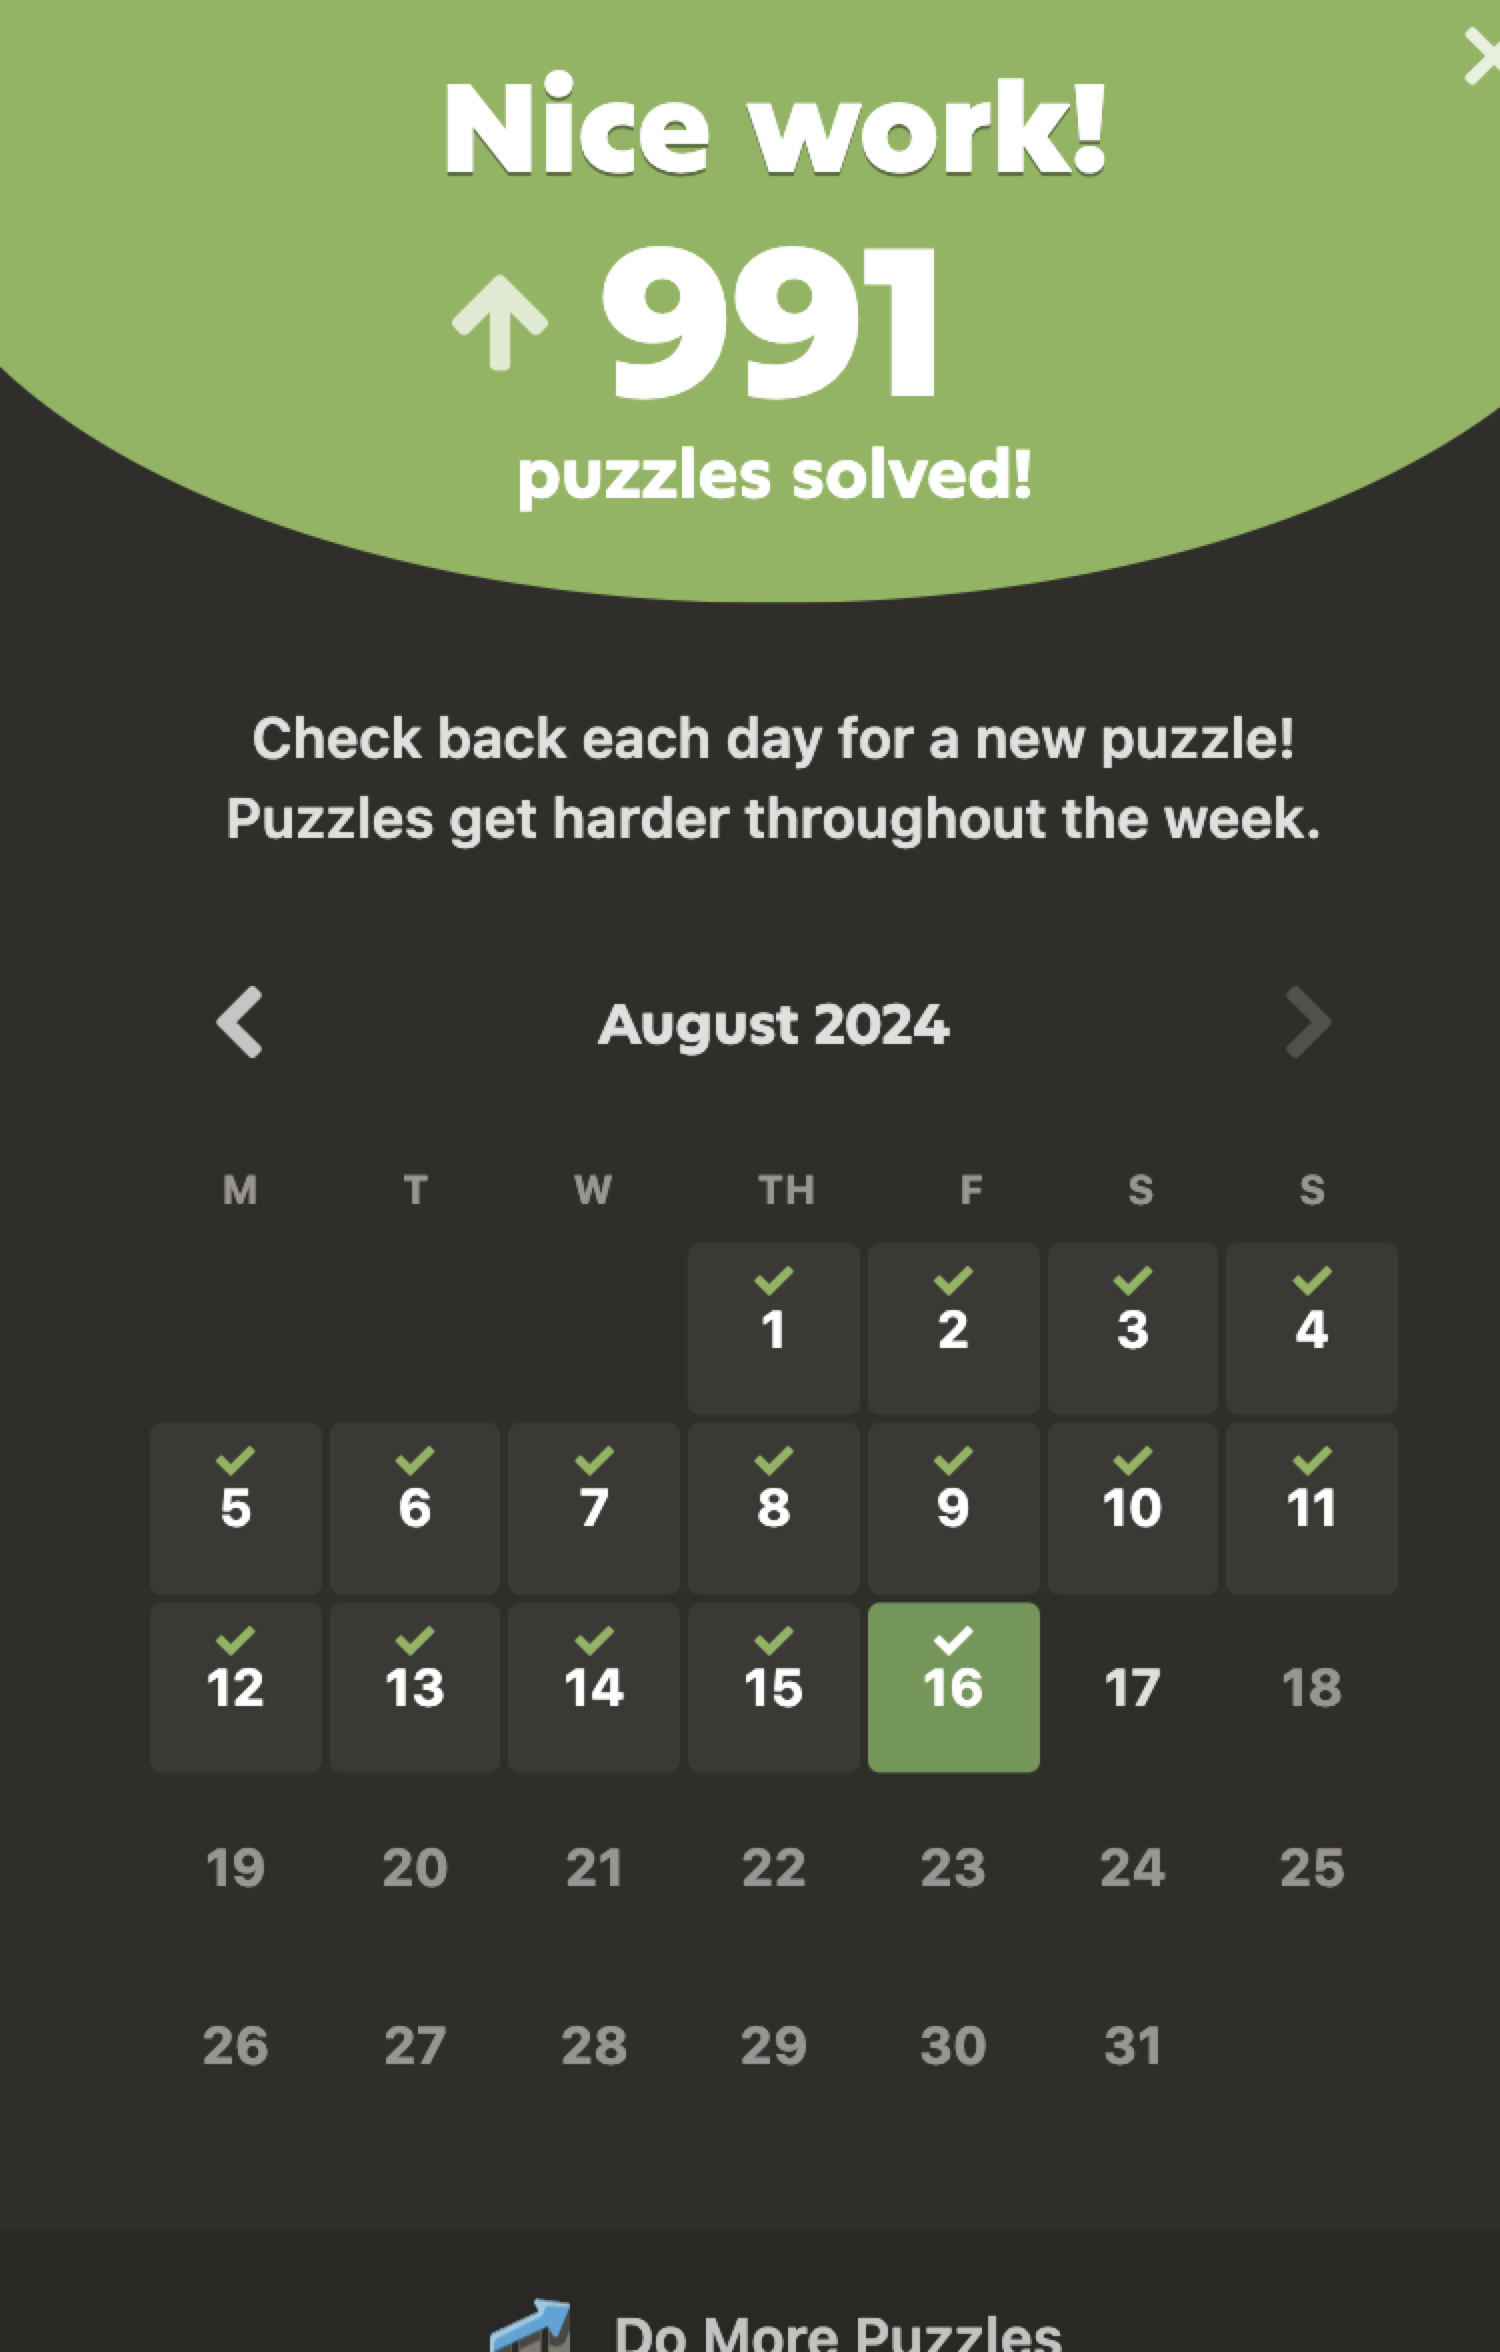 Nice work!
991
puzzles solved!
Check back each day for a new puzzle!
Puzzles get harder throughout the week.
August 2024
M T W TH F S S
1 2 3 4
5 6 7 8 9 10 11
12 13 14 15 16 17 18
19 20 21 22 23 24 25
26 27 28 29 30 31
Do More Puzzles